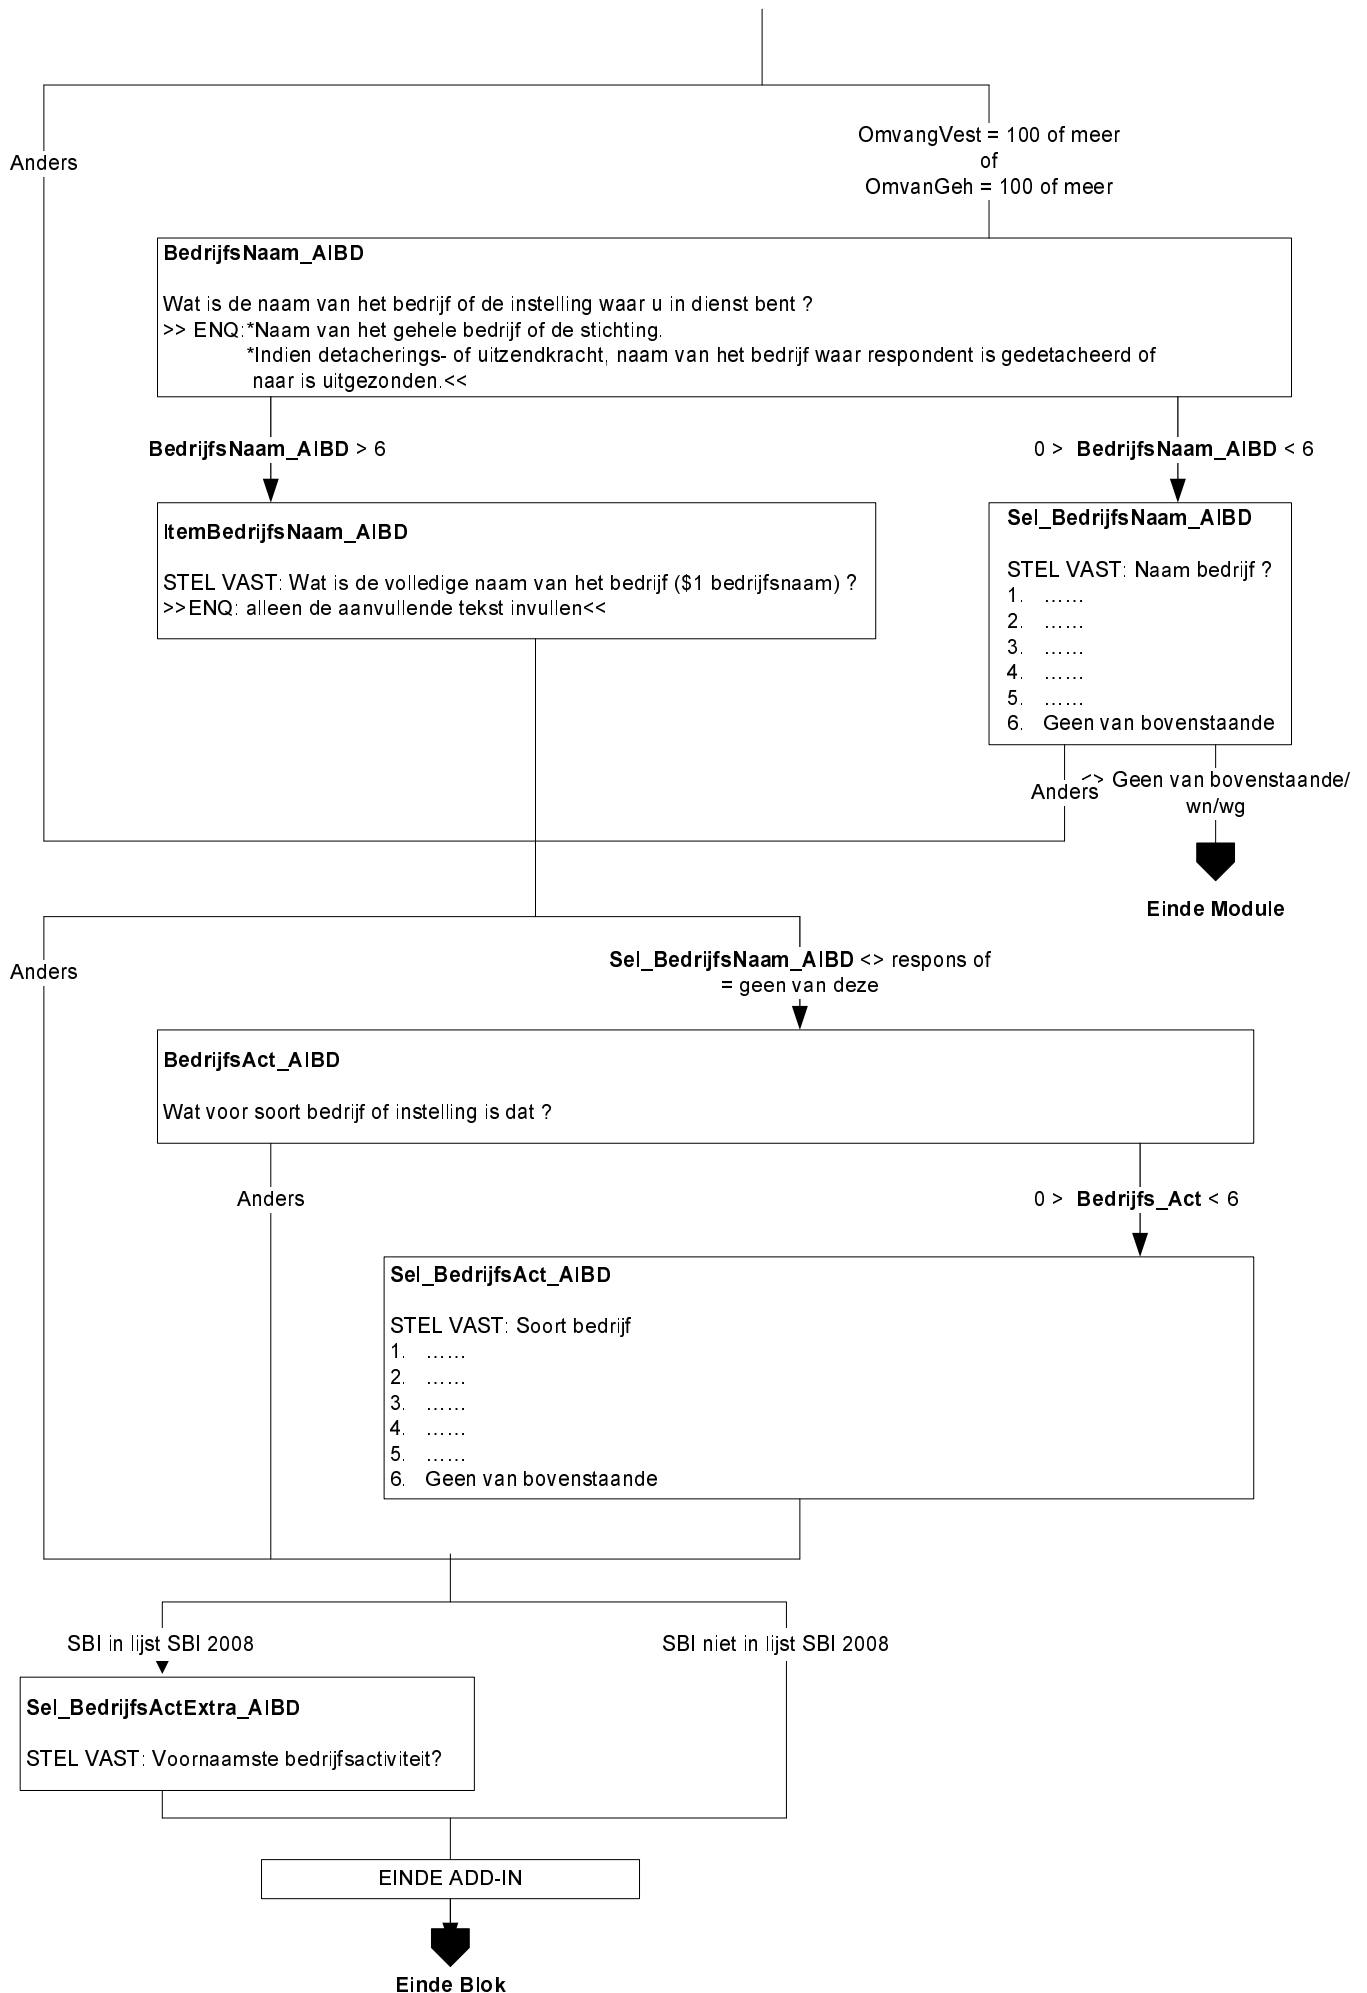 Anders
OmvangVest = 100 of meer
of
OmvanGeh = 100 of meer
BedrijfsNaam_AIBD
Wat is de naam van het bedrijf of de instelling waar u in dienst bent ?
>> ENQ:*Naam van het gehele bedrijf of de stichting.
*Indien detacherings- of uitzendkracht, naam van het bedrijf waar respondent is gedetacheerd of
naar is uitgezonden.<<
BedrijfsNaam_AIBD > 6
0 > BedrijfsNaam_AIBD < 6
ItemBedrijfsNaam_AIBD
STEL VAST: Wat is de volledige naam van het bedrijf ($1 bedrijfsnaam) ?
>>ENQ: alleen de aanvullende tekst invullen<<
Sel_BedrijfsNaam_AIBD
STEL VAST: Naam bedrijf ?
1. ……
2. ……
3. ……
4. ……
5. ……
6. Geen van bovenstaande
Anders
<> Geen van bovenstaande/
wn/wg
Einde Module
Anders
Sel_BedrijfsNaam_AIBD <> respons of
= geen van deze
BedrijfsAct_AIBD
Wat voor soort bedrijf of instelling is dat ?
Anders
0 > Bedrijfs_Act < 6
Sel_BedrijfsAct_AIBD
STEL VAST: Soort bedrijf
1. ……
2. ……
3. ……
4. ……
5. ……
6. Geen van bovenstaande
SBI in lijst SBI 2008
SBI niet in lijst SBI 2008
Sel_BedrijfsActExtra_AIBD
STEL VAST: Voornaamste bedrijfsactiviteit?
EINDE ADD-IN
Einde Blok